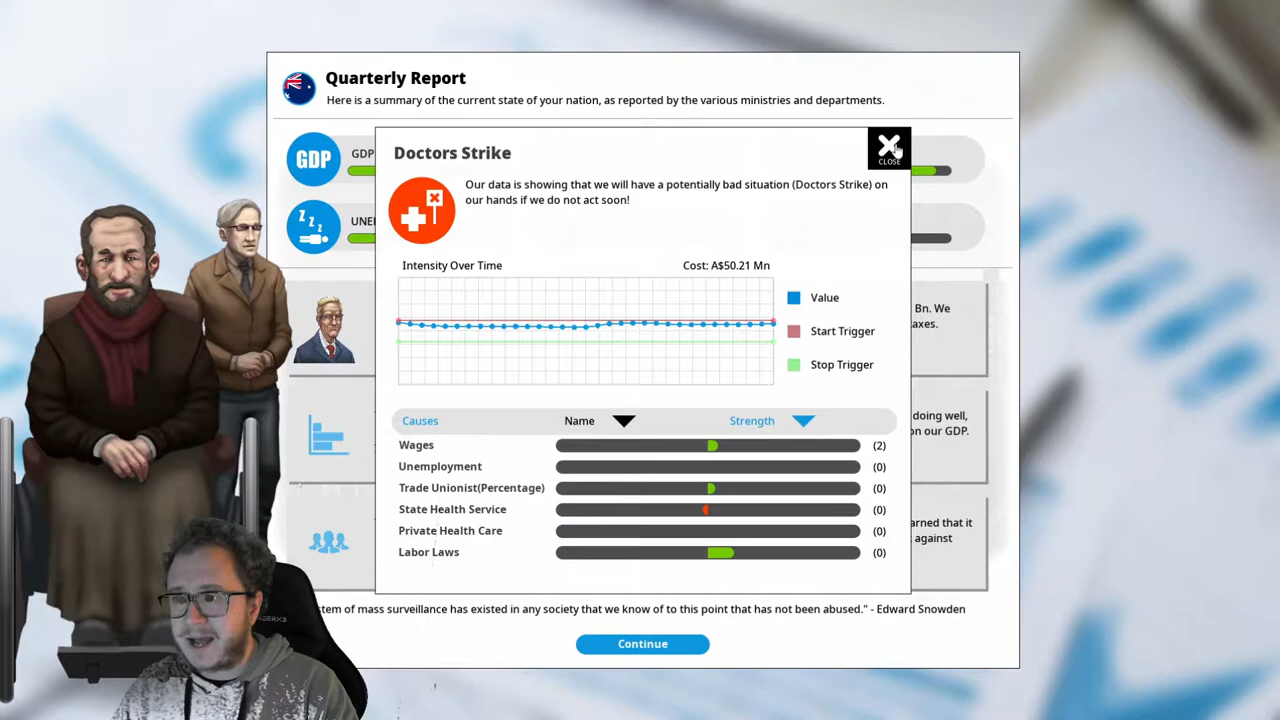 Quarterly Report
Here is a summary of the current state of your nation, as reported by the various ministries and departments.
GDP
GDP
Z Z Z
UNE
Doctors Strike
CLOSE
Our data is showing that we will have a potentially bad situation (Doctors Strike) on
our hands if we do not act soon!
Intensity Over Time
Cost: A$50.21 Mn
Value
Start Trigger
Stop Trigger
Bn. We
axes.
doing well,
on our GDP.
arned that it
against
Causes
Name
Strength
Wages
(2)
Unemployment
(0)
Trade Unionist(Percentage)
(0)
State Health Service
(0)
Private Health Care
(0)
Labor Laws
(0)
stem of mass surveillance has existed in any society that we know of to this point that has not been abused." - Edward Snowden
Continue